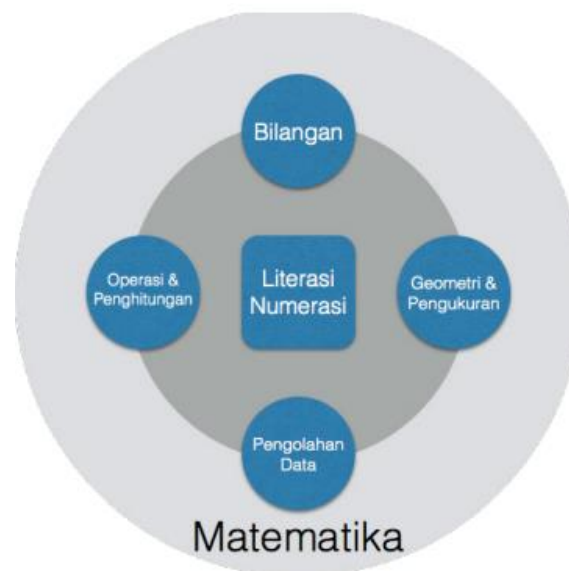 Bilangan
Operasi &
Penghitungan
Literasi
Numerasi
Geometri &
Pengukuran
Pengolahan
Data
Matematika